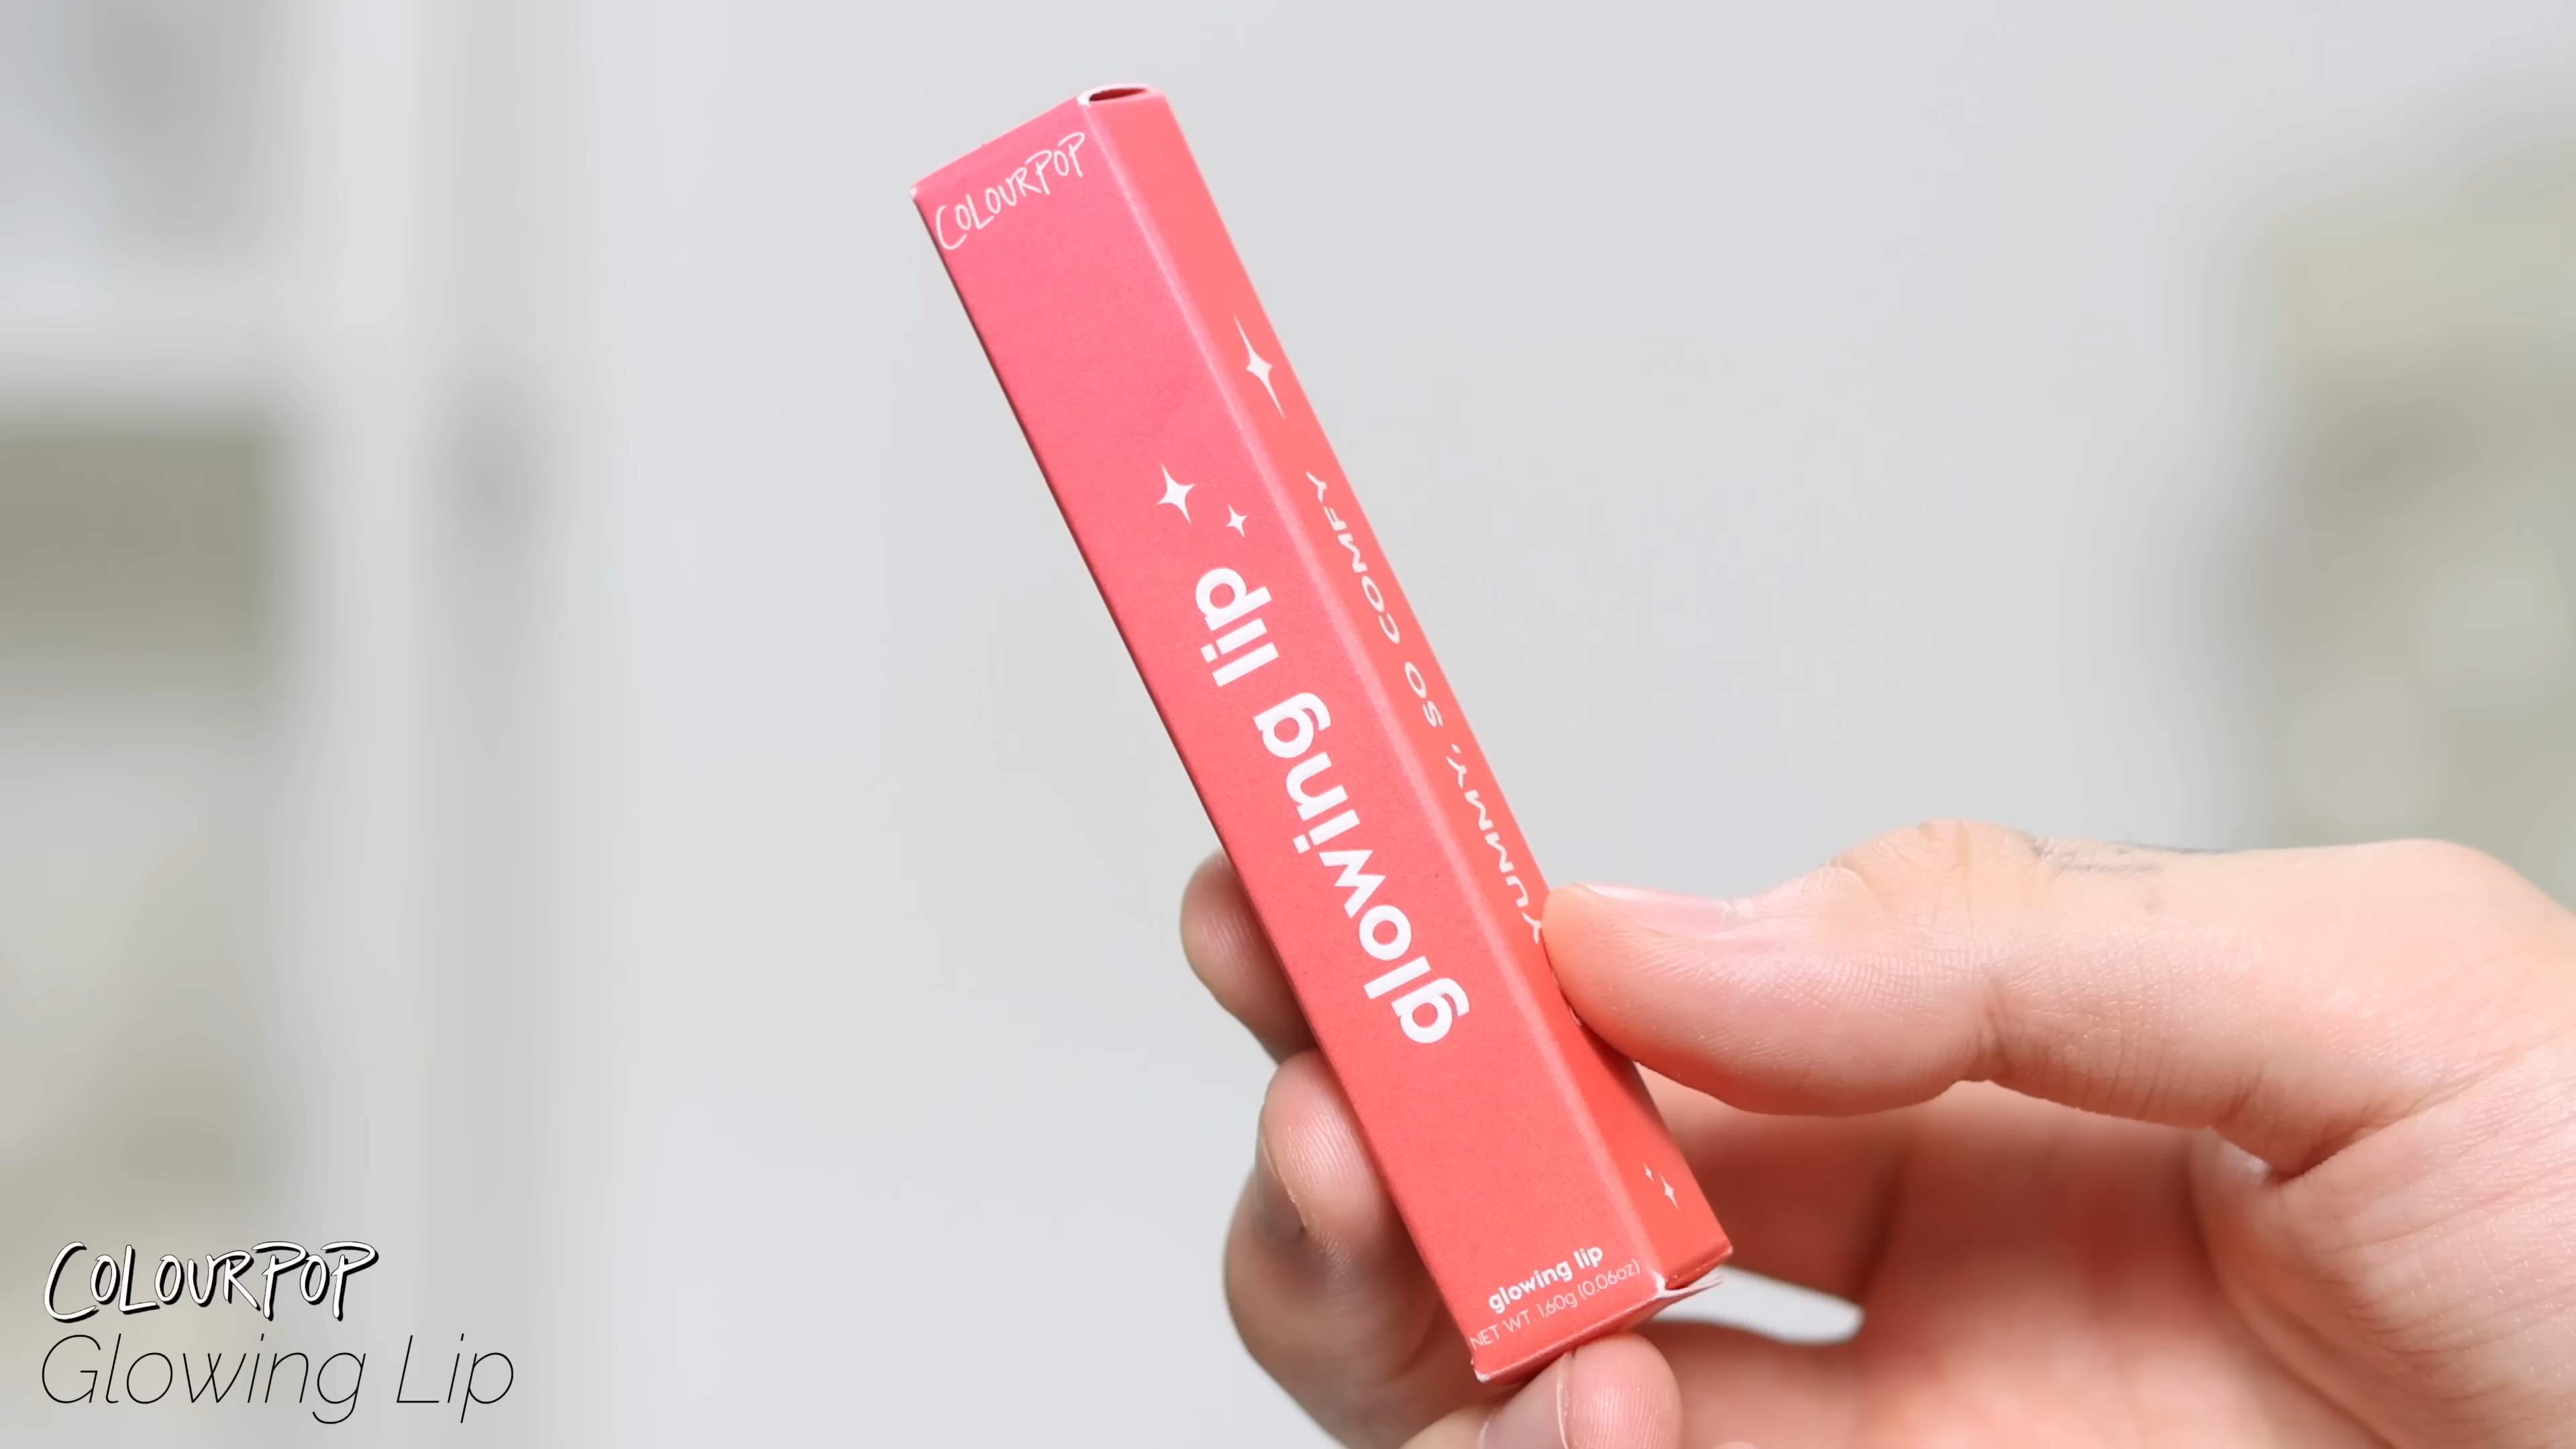 COLOURPOP
glowing lip
YUMMY, SO COMFY
glowing lip
NET WT. 1.60g (0.06oz)
COLOURPOP
Glowing Lip